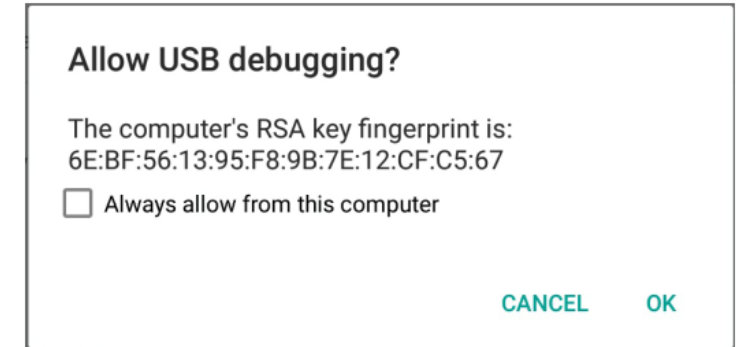 Allow USB debugging?
The computer's RSA key fingerprint is:
6E:BF:56:13:95:F8:9B:7E:12:CF:C5:67
Always allow from this computer
CANCEL OK